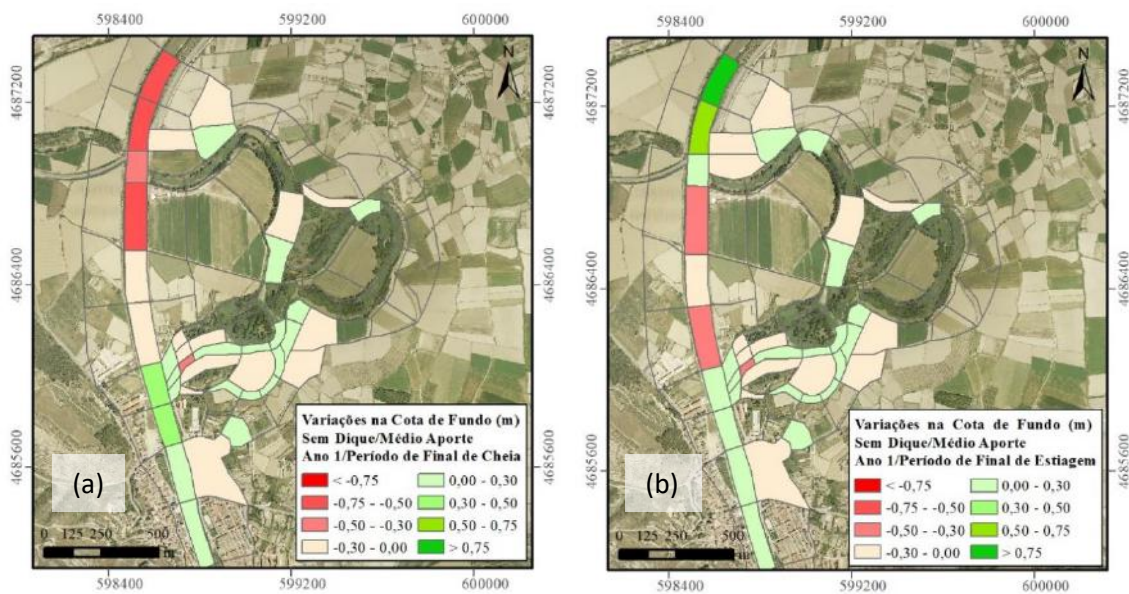 598400 599200 600000
4687200
4686400
4685600
N
4687200
4686400
4685600
Variações na Cota de Fundo (m)
Sem Dique/Médio Aporte
Ano 1/Período de Final de Cheia
< -0,75
-0,75 - -0,50
-0,50 - -0,30
-0,30 - 0,00
0,00 - 0,30
0,30 - 0,50
0,50 - 0,75
> 0,75
(a)
0 125 250 500
m
598400 599200 600000
598400 599200 600000
4687200
4686400
4685600
N
4687200
4686400
4685600
Variações na Cota de Fundo (m)
Sem Dique/Médio Aporte
Ano 1/Período de Final de Estiagem
< -0,75
-0,75 - -0,50
-0,50 - -0,30
-0,30 - 0,00
0,00 - 0,30
0,30 - 0,50
0,50 - 0,75
> 0,75
(b)
0 125 250 500
m
598400 599200 600000